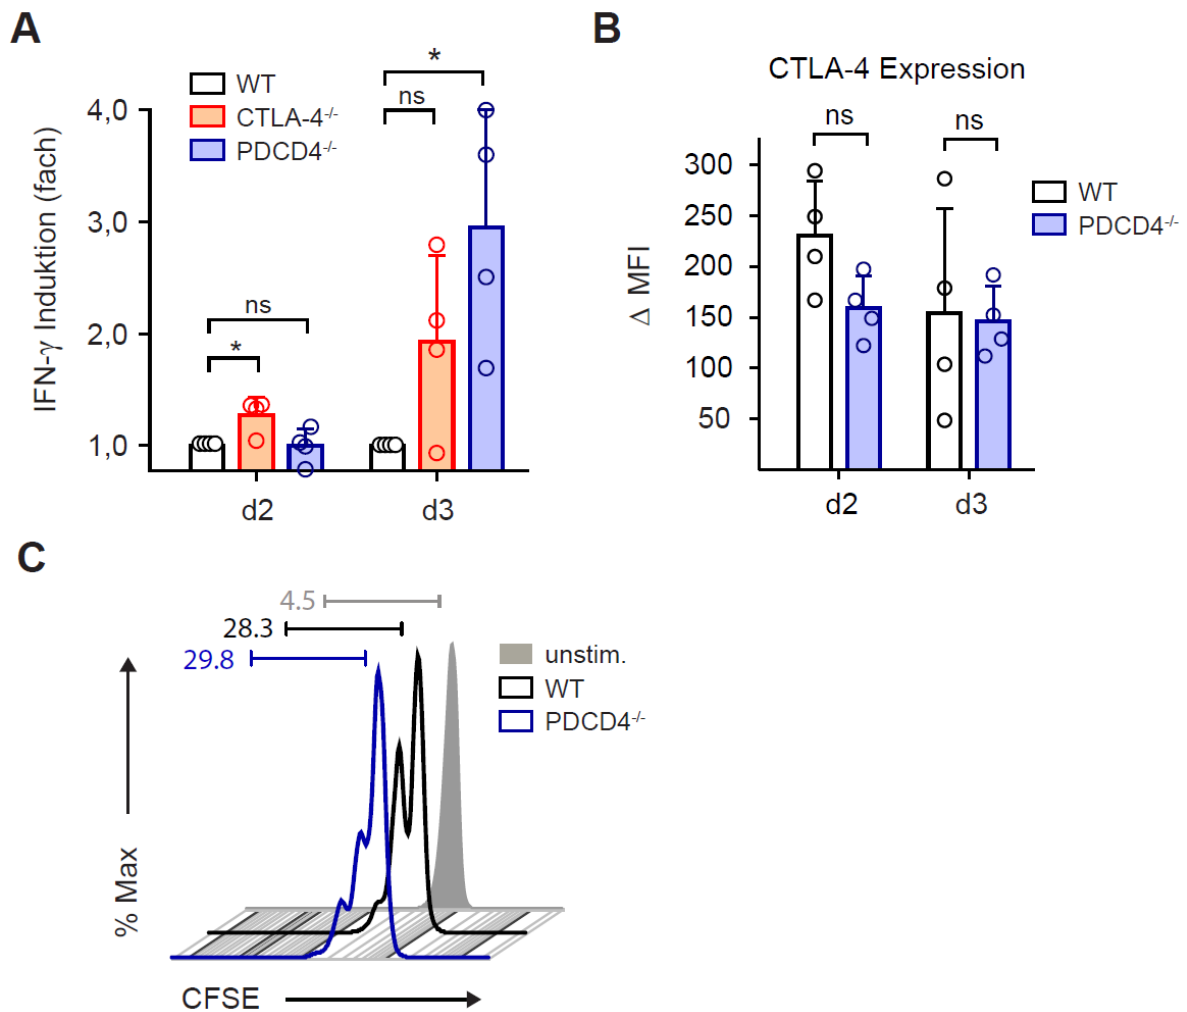 A
WT
CTLA-4-/-
PDCD4-/-
IFN-γ Induktion (fach)
4,0
3,0
2,0
1,0
ns
*
ns
*
d2
d3
B
CTLA-4 Expression
ns
ns
Δ MFI
300
250
200
150
100
50
WT
PDCD4-/-
d2
d3
C
4.5
28.3
29.8
unstim.
WT
PDCD4-/-
% Max
CFSE